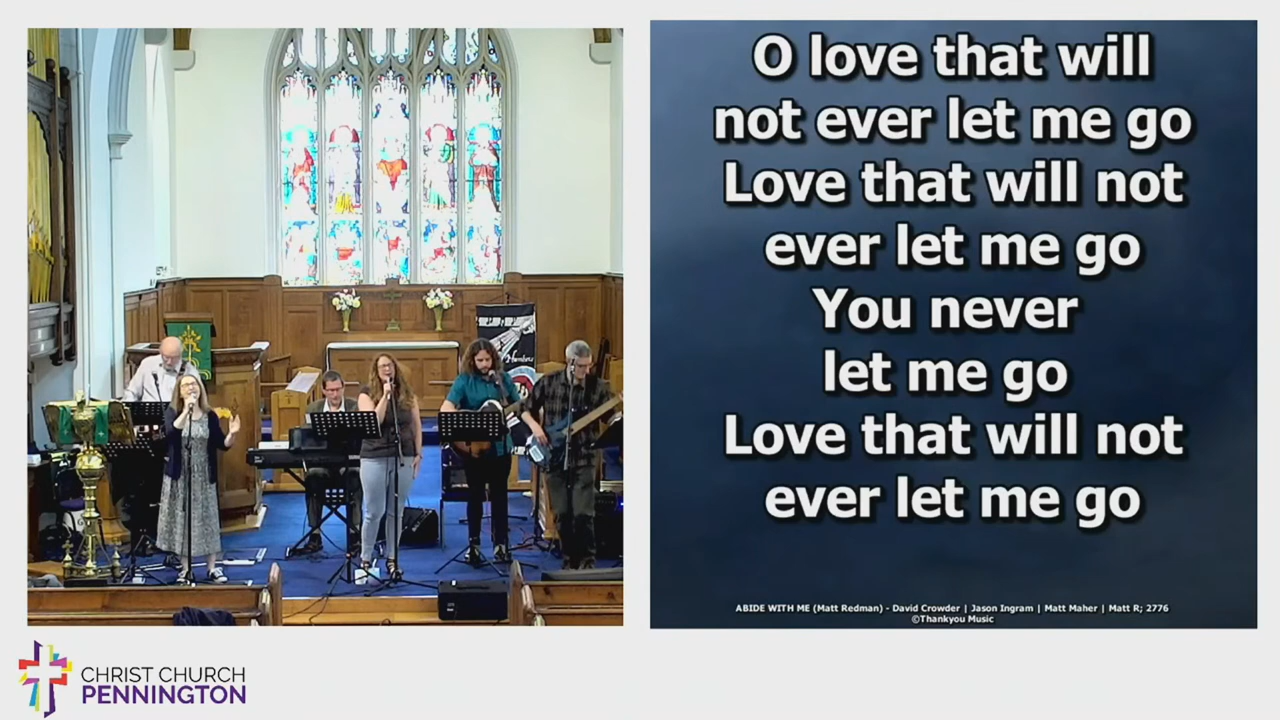 O love that will
not ever let me go
Love that will not
ever let me go
You never
let me go
Love that will not
ever let me go
ABIDE WITH ME (Matt Redman) - David Crowder | Jason Ingram | Matt Maher | Matt R; 2776
©Thankyou Music
CHRIST CHURCH
PENNINGTON